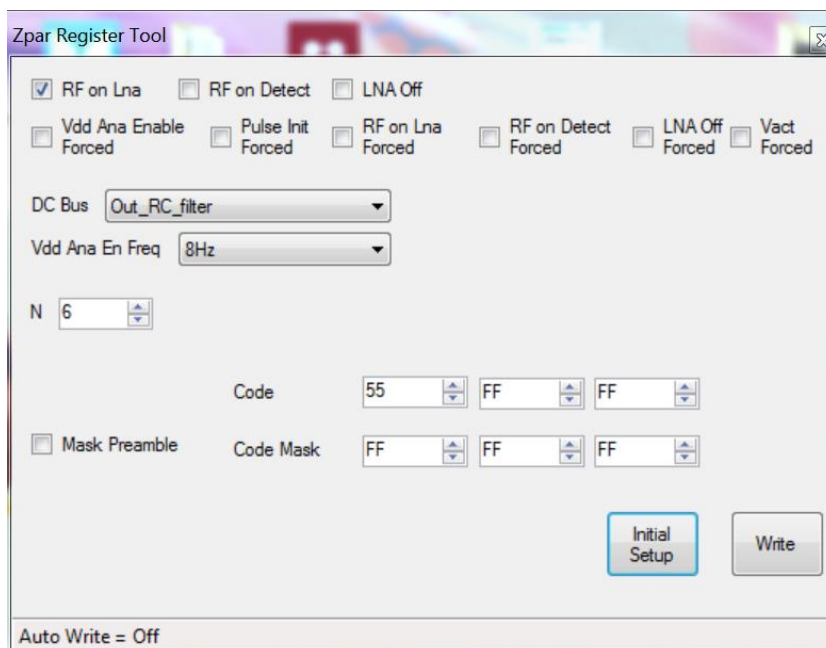 Zpar Register Tool
RF on Lna RF on Detect LNA Off
Vdd Ana Enable Forced Pulse Init Forced RF on Lna Forced RF on Detect Forced LNA Off Forced Vact Forced
DC Bus Out_RC_filter
Vdd Ana En Freq 8Hz
N 6
Code 55 FF FF
Mask Preamble Code Mask FF FF FF
Initial Setup Write
Auto Write = Off